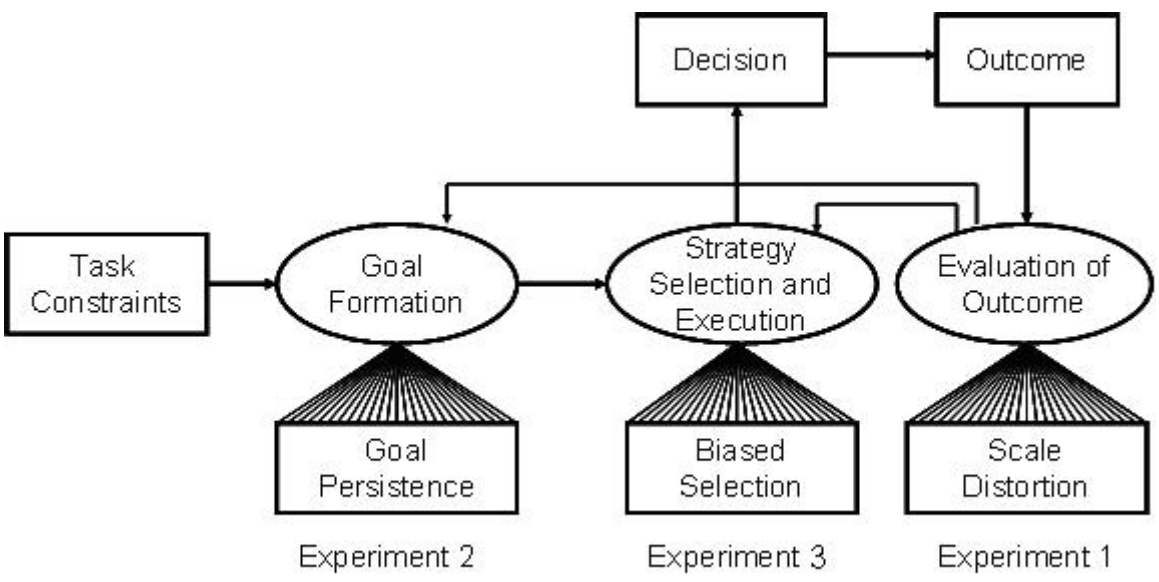 Decision
Outcome
Task
Constraints
Goal
Formation
Strategy
Selection and
Execution
Evaluation of
Outcome
Goal
Persistence
Biased
Selection
Scale
Distortion
Experiment 2
Experiment 3
Experiment 1